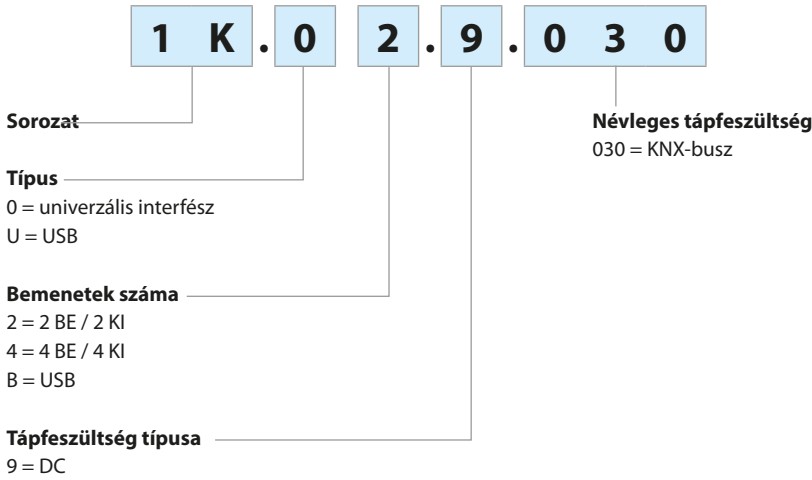 1 K . 0 2 . 9 . 0 3 0
Sorozat
Névleges tápfeszültség
030 = KNX-busz
Típus
0 = univerzális interfész
U = USB
Bemenetek száma
2 = 2 BE / 2 KI
4 = 4 BE / 4 KI
B = USB
Tápfeszültség típusa
9 = DC